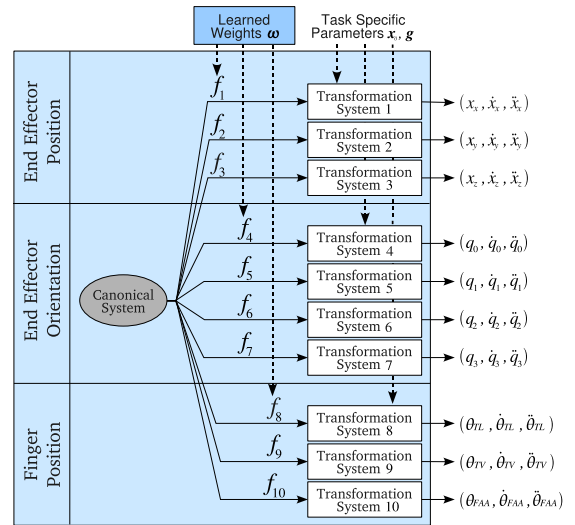 Learned
Weights ω
Task Specific
Parameters x₀, g
End Effector
Position
f₁
Transformation
System 1
(xₓ, ẋₓ, ẍₓ)
f₂
Transformation
System 2
(x_y, ẋ_y, ẍ_y)
f₃
Transformation
System 3
(x_z, ẋ_z, ẍ_z)
End Effector
Orientation
Canonical
System
f₄
Transformation
System 4
(q₀, q̇₀, q̈₀)
f₅
Transformation
System 5
(q₁, q̇₁, q̈₁)
f₆
Transformation
System 6
(q₂, q̇₂, q̈₂)
f₇
Transformation
System 7
(q₃, q̇₃, q̈₃)
Finger
Position
f₈
Transformation
System 8
(θ_TL, θ̇_TL, θ̈_TL)
f₉
Transformation
System 9
(θ_TV, θ̇_TV, θ̈_TV)
f₁₀
Transformation
System 10
(θ_FAA, θ̇_FAA, θ̈_FAA)